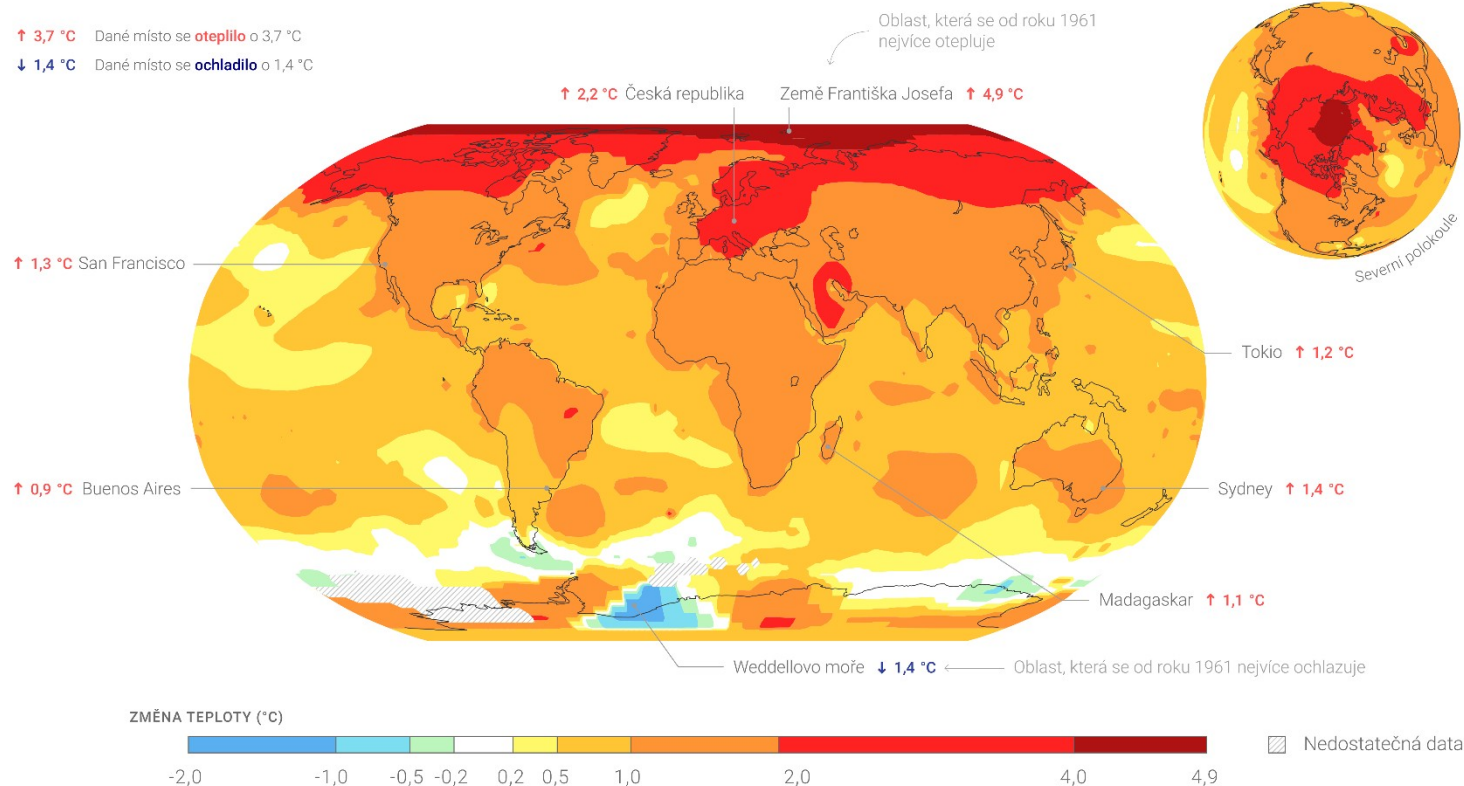 ↑ 3,7 °C Dané místo se oteplilo o 3,7 °C
↓ 1,4 °C Dané místo se ochladilo o 1,4 °C
Oblast, která se od roku 1961
nejvíce otepluje
↑ 2,2 °C Česká republika
Země Františka Josefa ↑ 4,9 °C
Severní polokoule
↑ 1,3 °C San Francisco
Tokio ↑ 1,2 °C
↑ 0,9 °C Buenos Aires
Sydney ↑ 1,4 °C
Madagaskar ↑ 1,1 °C
Weddellovo moře ↓ 1,4 °C
Oblast, která se od roku 1961 nejvíce ochlazuje
ZMĚNA TEPLOTY (°C)
-2,0 -1,0 -0,5 -0,2 0,2 0,5 1,0 2,0 4,0 4,9
Nedostatečná data